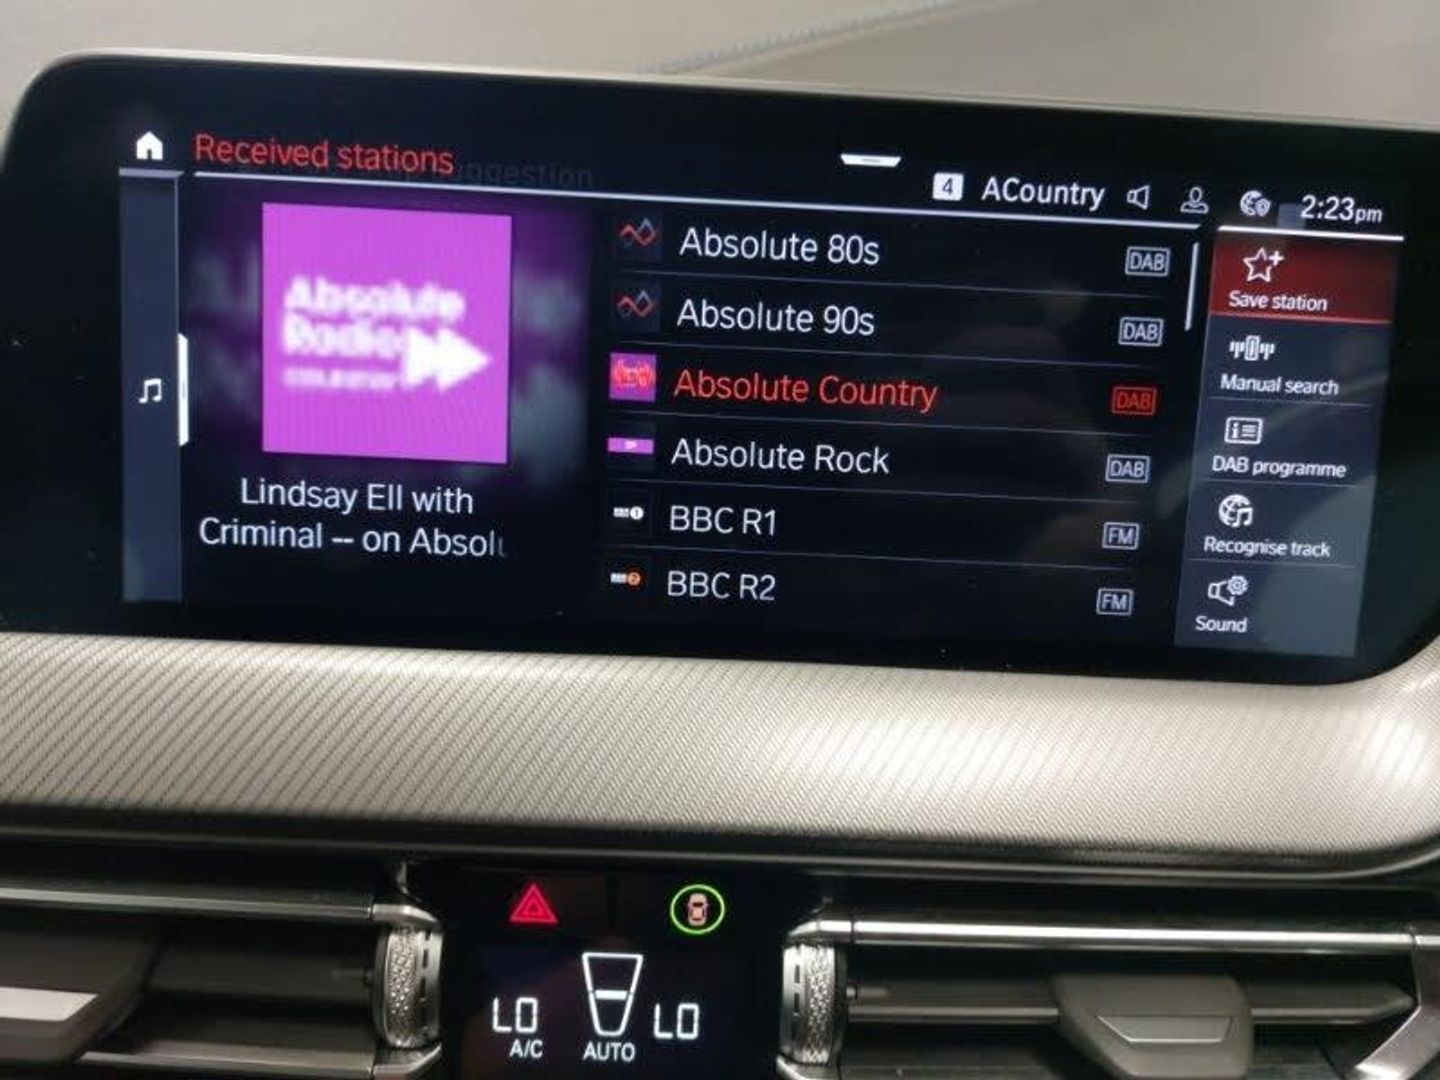 Received stations
4 ACountry 2:23pm
Absolute
Radio
Lindsay Ell with
Criminal -- on Absol
Absolute 80s DAB
Absolute 90s DAB
Absolute Country DAB
Absolute Rock DAB
BBC R1 FM
BBC R2 FM
Save station
Manual search
DAB programme
Recognise track
Sound
LO LO
A/C AUTO